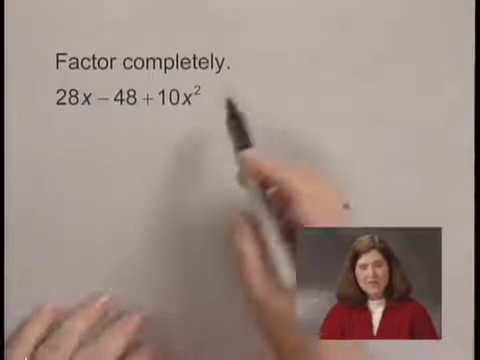 Factor completely.
28x − 48 + 10x²